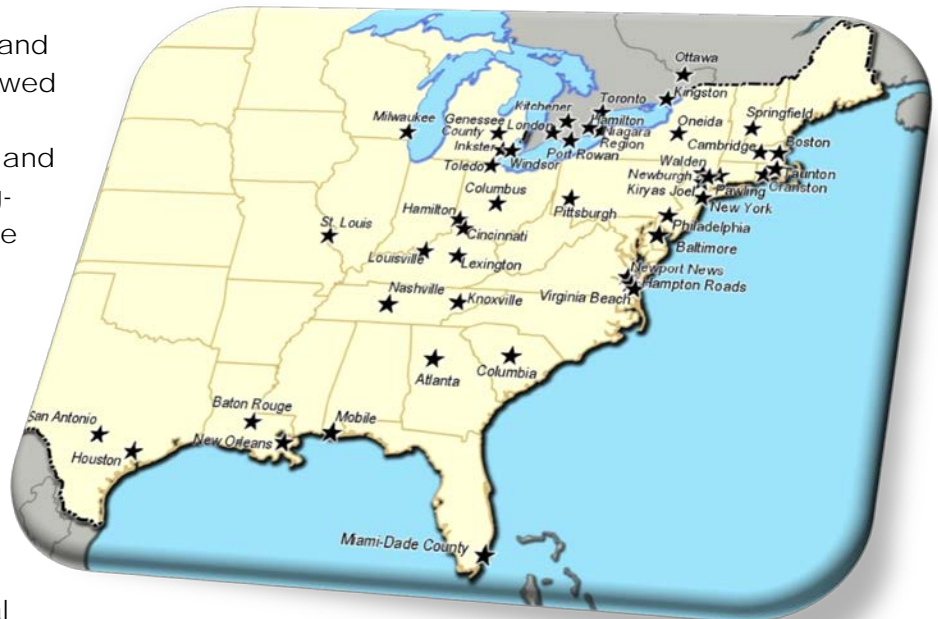 and
wed
and
g-
e
l
Ottawa
Kingston
Toronto
Kitchener
Hamilton
Niagara
Region
London
Port Rowan
Windsor
Milwaukee
Genessee
County
Inkster
Toledo
Oneida
Springfield
Cambridge
Boston
Taunton
Cranston
Walden
Newburgh
Kiryas Joel
Pawling
New York
Columbus
Pittsburgh
Philadelphia
Baltimore
Hamilton
Cincinnati
St. Louis
Louisville
Lexington
Newport News
Hampton Roads
Virginia Beach
Nashville
Knoxville
Atlanta
Columbia
San Antonio
Houston
Baton Rouge
New Orleans
Mobile
Miami-Dade County